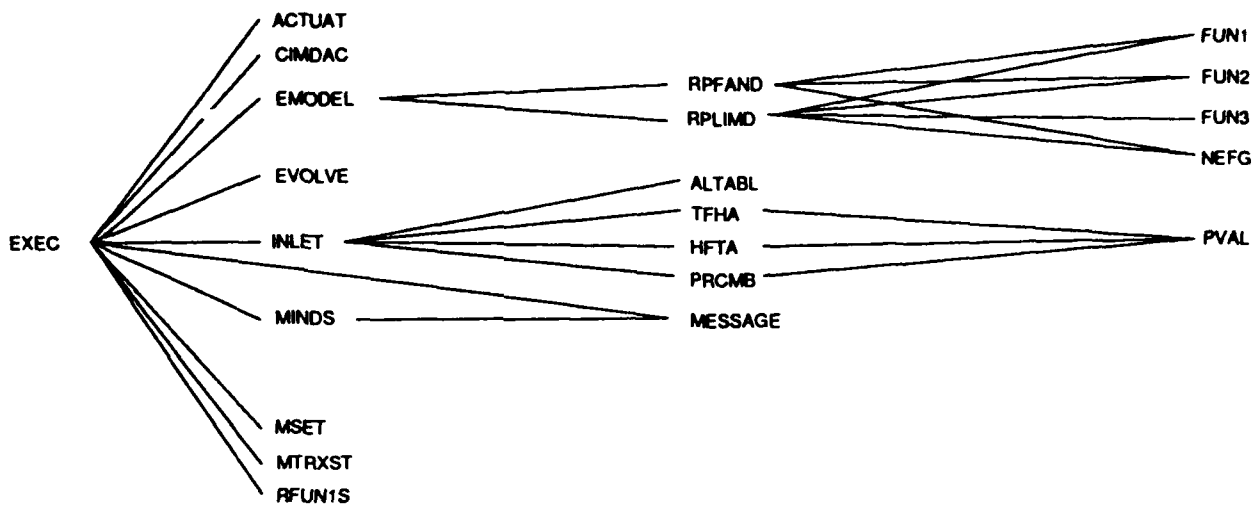 ACTUAT
CIMDAC
EMODEL
EVOLVE
EXEC
INLET
MINDS
MSET
MTRXST
RFUN1S
RPFAND
RPLIMD
ALTABL
TFHA
HFTA
PRCMB
MESSAGE
FUN1
FUN2
FUN3
NEFG
PVAL